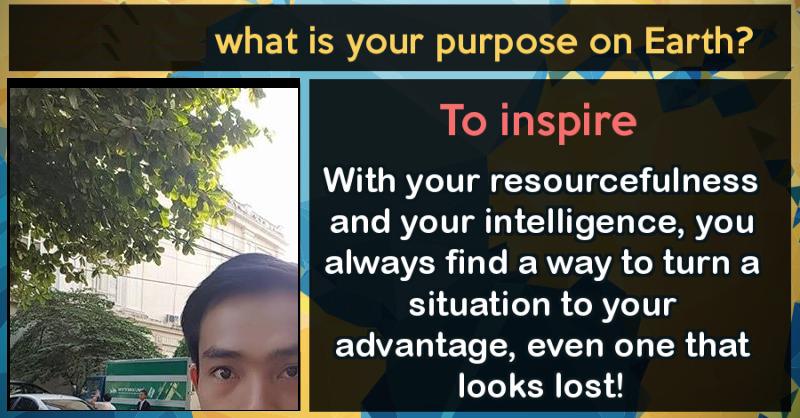 what is your purpose on Earth?
To inspire
With your resourcefulness
and your intelligence, you
always find a way to turn a
situation to your
advantage, even one that
looks lost!